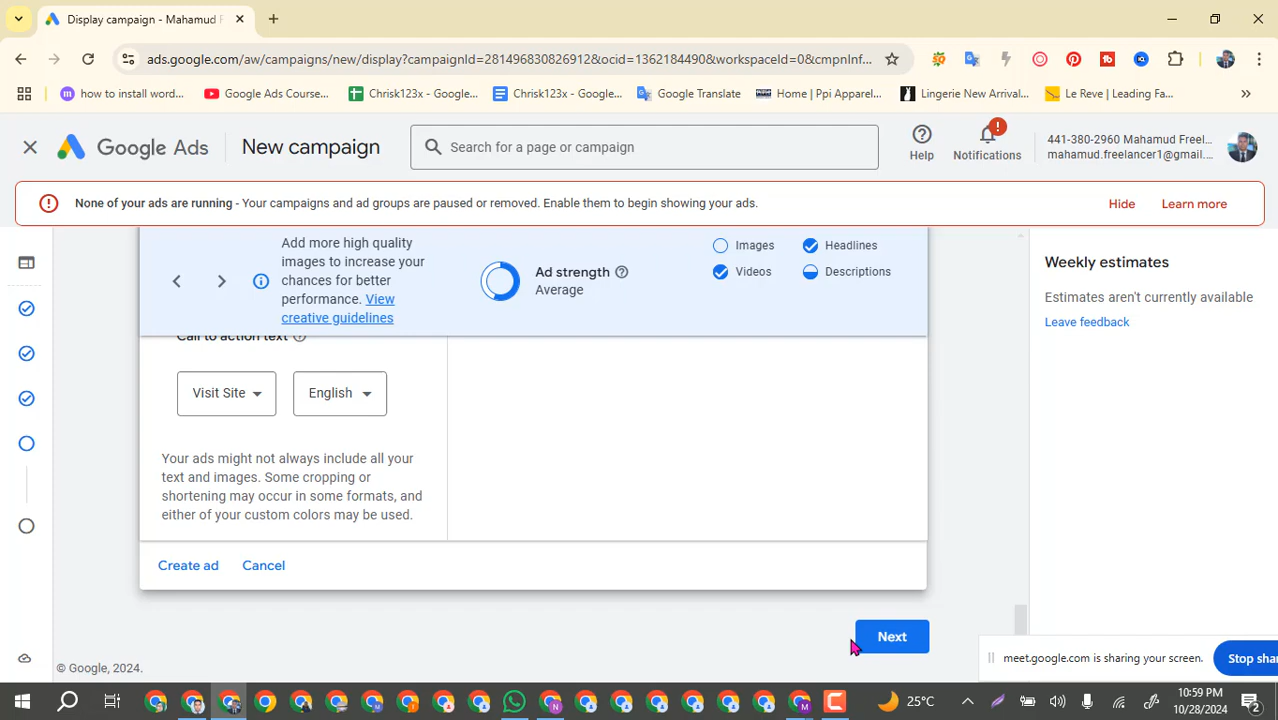 Display campaign - Mahamud F
ads.google.com/aw/campaigns/new/display?campaignId=281496830826912&ocid=1362184490&workspaceId=0&cmpnInf...
how to install word...
Google Ads Course...
Chrisk123x - Google...
Chrisk123x - Google...
Google Translate
Home | Ppi Apparel...
Lingerie New Arrival...
Le Reve | Leading Fa...
Google Ads
New campaign
Search for a page or campaign
Help
Notifications
441-380-2960 Mahamud Freel...
mahamud.freelancer1@gmail....
None of your ads are running - Your campaigns and ad groups are paused or removed. Enable them to begin showing your ads.
Hide
Learn more
Add more high quality
images to increase your
chances for better
performance. View
creative guidelines
Ad strength
Average
Images
Headlines
Videos
Descriptions
Weekly estimates
Estimates aren't currently available
Leave feedback
Call to action text
Visit Site
English
Your ads might not always include all your
text and images. Some cropping or
shortening may occur in some formats, and
either of your custom colors may be used.
Create ad
Cancel
Next
© Google, 2024.
meet.google.com is sharing your screen.
Stop sha
25°C
10:59 PM
10/28/2024
2